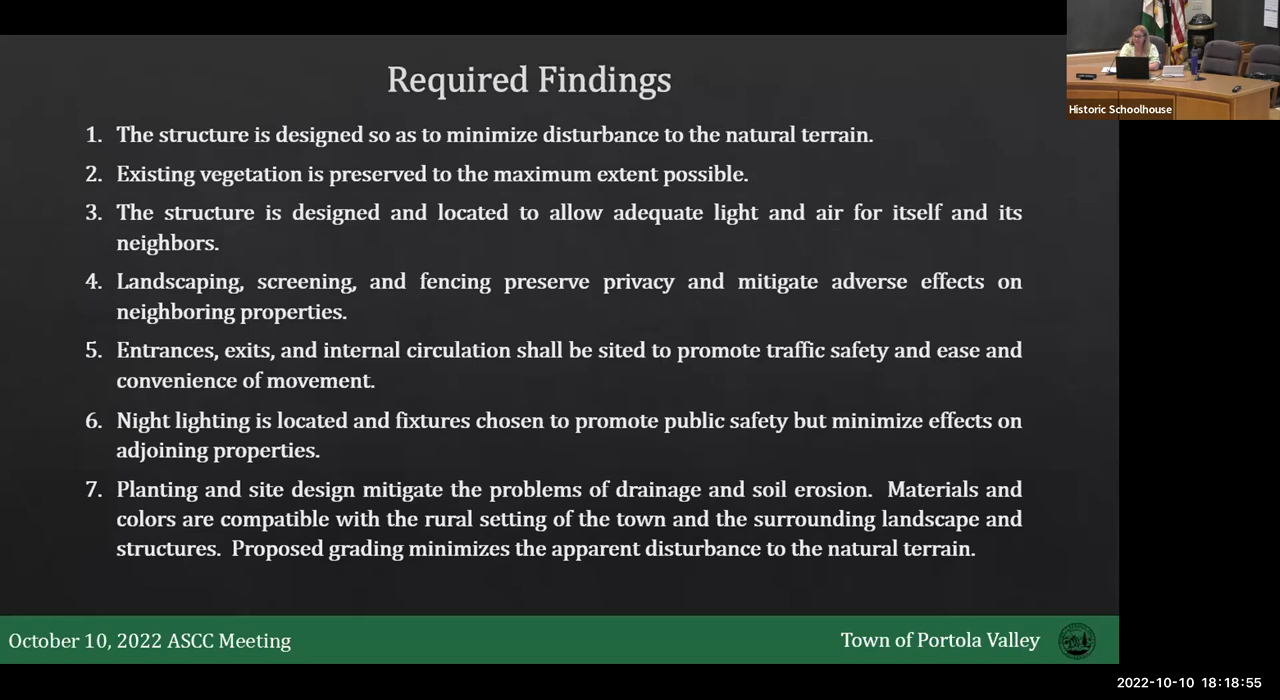 Required Findings
Historic Schoolhouse
1. The structure is designed so as to minimize disturbance to the natural terrain.
2. Existing vegetation is preserved to the maximum extent possible.
3. The structure is designed and located to allow adequate light and air for itself and its
neighbors.
4. Landscaping, screening, and fencing preserve privacy and mitigate adverse effects on
neighboring properties.
5. Entrances, exits, and internal circulation shall be sited to promote traffic safety and ease and
convenience of movement.
6. Night lighting is located and fixtures chosen to promote public safety but minimize effects on
adjoining properties.
7. Planting and site design mitigate the problems of drainage and soil erosion. Materials and
colors are compatible with the rural setting of the town and the surrounding landscape and
structures. Proposed grading minimizes the apparent disturbance to the natural terrain.
October 10, 2022 ASCC Meeting
Town of Portola Valley
2022-10-10 18:18:55